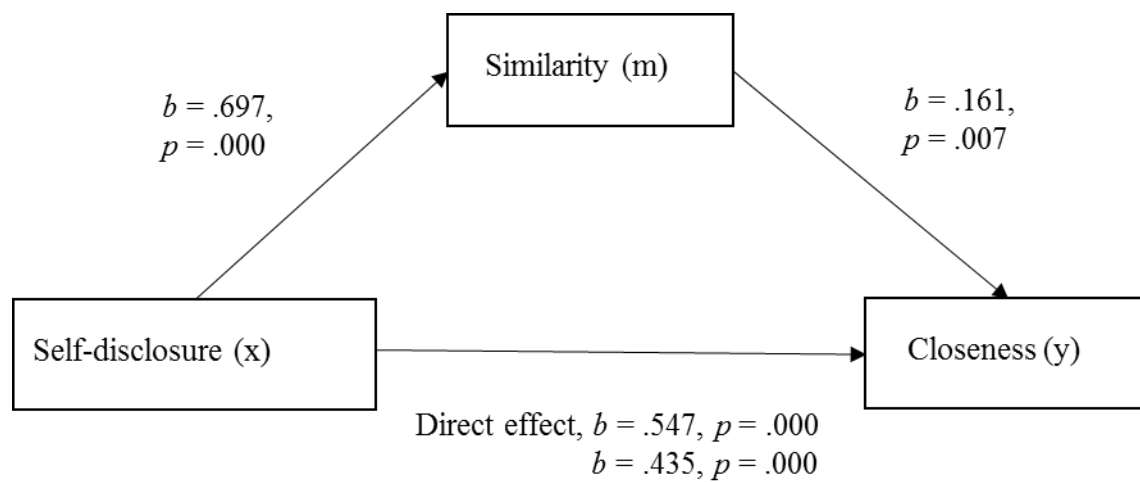 Similarity (m)
b = .697,
p = .000
b = .161,
p = .007
Self-disclosure (x)
Closeness (y)
Direct effect, b = .547, p = .000
b = .435, p = .000